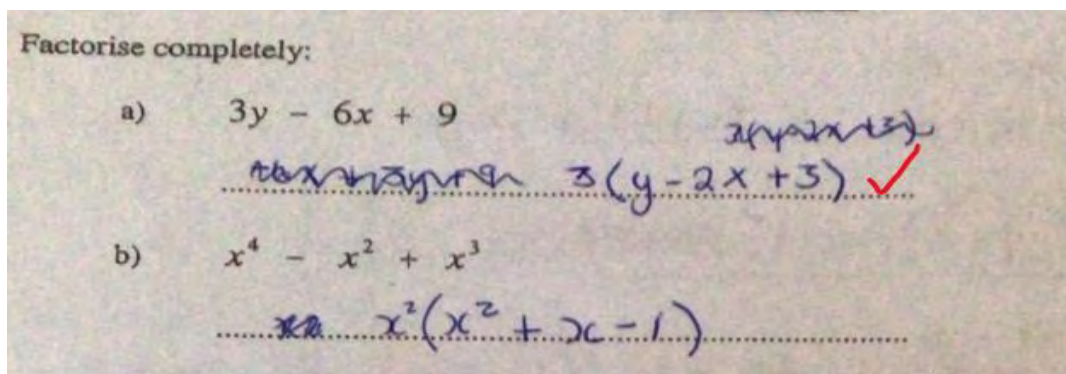 Factorise completely:
a) 3y - 6x + 9
3(y - 2x + 3)
b) x⁴ - x² + x³
x²(x² + x - 1)